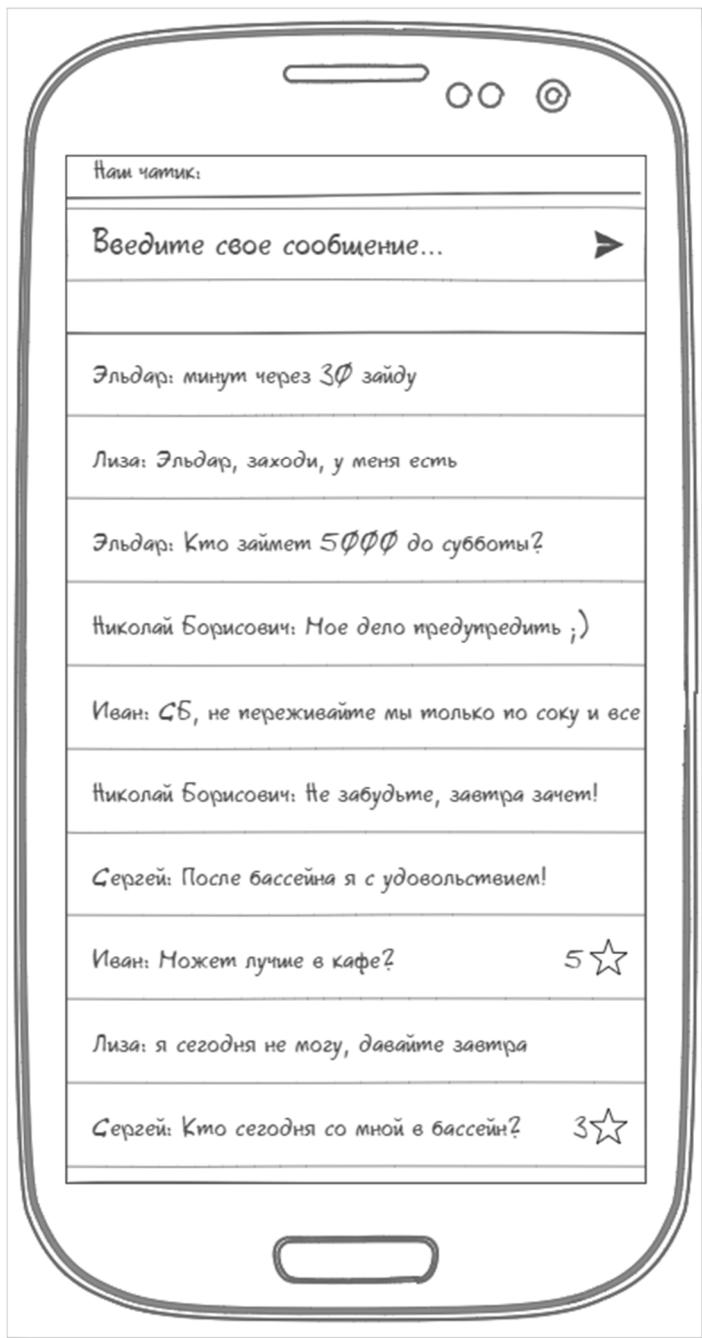 Наш чатик:
Введите свое сообщение...
Эльдар: минут через 30 зайду
Лиза: Эльдар, заходи, у меня есть
Эльдар: Кто займет 5000 до субботы?
Николай Борисович: Мое дело предупредить ;)
Иван: СБ, не переживайте мы только по соку и все
Николай Борисович: Не забудьте, завтра зачет!
Сергей: После бассейна я с удовольствием!
Иван: Может лучше в кафе? 5
Лиза: я сегодня не могу, давайте завтра
Сергей: Кто сегодня со мной в бассейн? 3